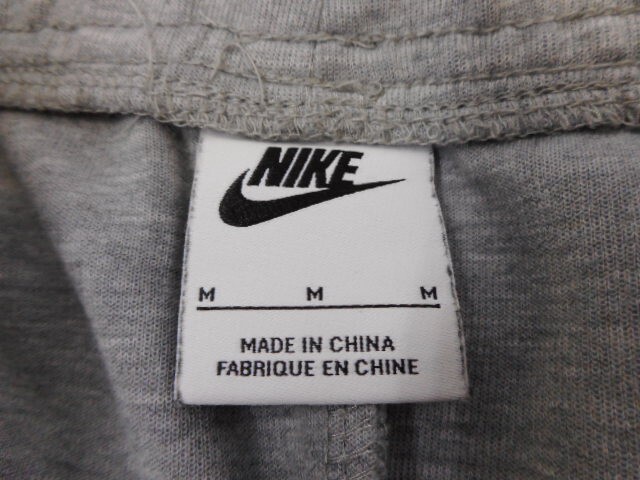 NIKE
M M M
MADE IN CHINA
FABRIQUE EN CHINE